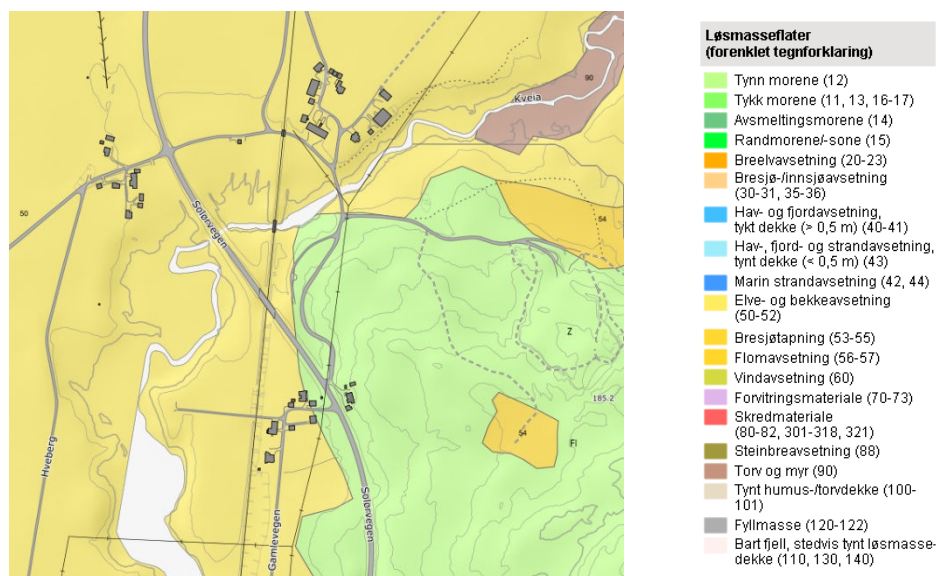 90
Kveia
50
Solørvegen
54
Z
185.2
54
Fl
Hveberg
Solørvegen
Gamlevegen
Løsmasseflater
(forenklet tegnforklaring)
Tynn morene (12)
Tykk morene (11, 13, 16-17)
Avsmeltingsmorene (14)
Randmorene/-sone (15)
Breelvavsetning (20-23)
Bresjø-/innsjøavsetning
(30-31, 35-36)
Hav- og fjordavsetning,
tykt dekke (> 0,5 m) (40-41)
Hav-, fjord- og strandavsetning,
tynt dekke (< 0,5 m) (43)
Marin strandavsetning (42, 44)
Elve- og bekkeavsetning
(50-52)
Bresjøtapning (53-55)
Flomavsetning (56-57)
Vindavsetning (60)
Forvitringsmateriale (70-73)
Skredmateriale
(80-82, 301-318, 321)
Steinbreavsetning (88)
Torv og myr (90)
Tynt humus-/torvdekke (100-
101)
Fyllmasse (120-122)
Bart fjell, stedvis tynt løsmasse-
dekke (110, 130, 140)